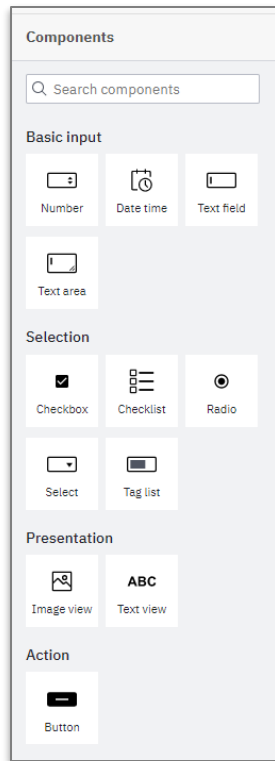 Components
Search components
Basic input
Number Date time Text field
Text area
Selection
Checkbox Checklist Radio
Select Tag list
Presentation
ABC
Image view Text view
Action
Button